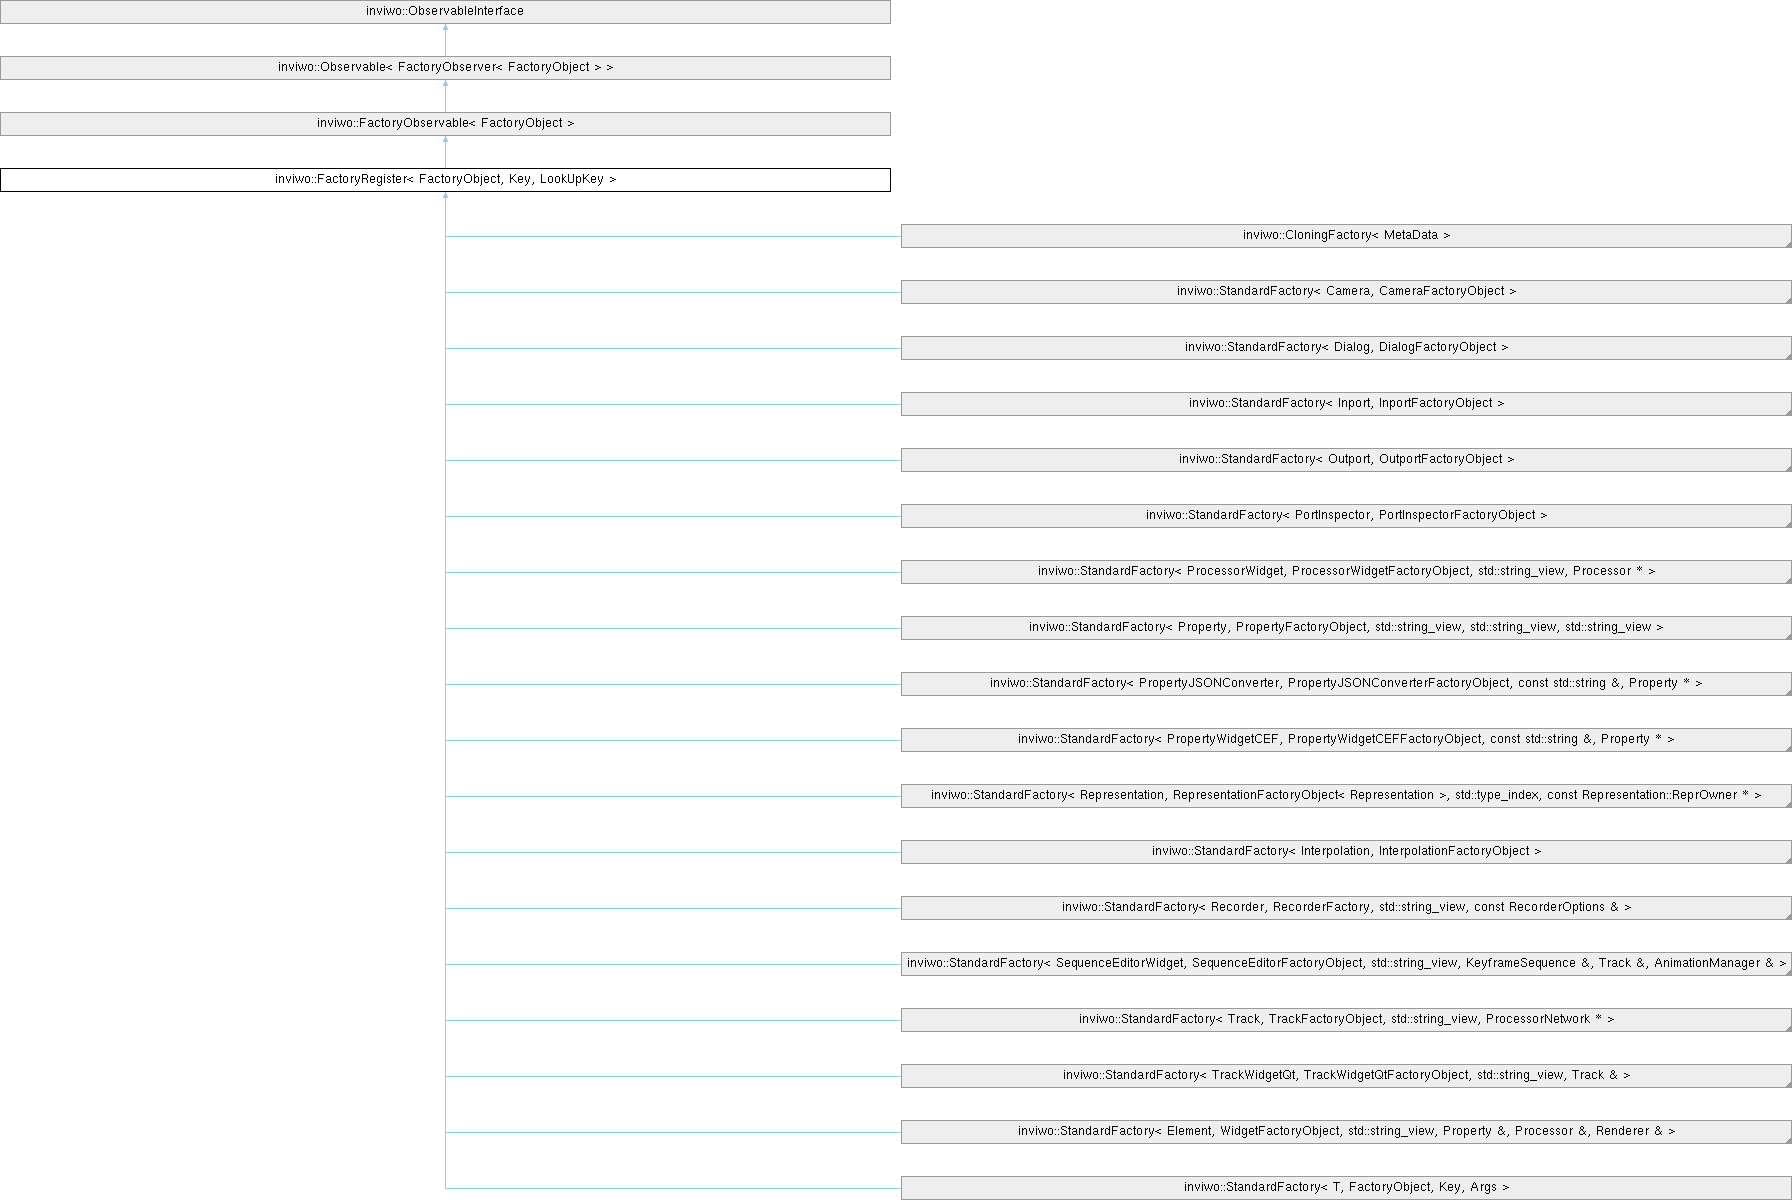 inviwo::ObservableInterface
inviwo::Observable< FactoryObserver< FactoryObject > >
inviwo::FactoryObservable< FactoryObject >
inviwo::FactoryRegister< FactoryObject, Key, LookUpKey >
inviwo::CloningFactory< MetaData >
inviwo::StandardFactory< Camera, CameraFactoryObject >
inviwo::StandardFactory< Dialog, DialogFactoryObject >
inviwo::StandardFactory< Inport, InportFactoryObject >
inviwo::StandardFactory< Outport, OutportFactoryObject >
inviwo::StandardFactory< PortInspector, PortInspectorFactoryObject >
inviwo::StandardFactory< ProcessorWidget, ProcessorWidgetFactoryObject, std::string_view, Processor * >
inviwo::StandardFactory< Property, PropertyFactoryObject, std::string_view, std::string_view, std::string_view >
inviwo::StandardFactory< PropertyJSONConverter, PropertyJSONConverterFactoryObject, const std::string &, Property * >
inviwo::StandardFactory< PropertyWidgetCEF, PropertyWidgetCEFFactoryObject, const std::string &, Property * >
inviwo::StandardFactory< Representation, RepresentationFactoryObject< Representation >, std::type_index, const Representation::ReprOwner * >
inviwo::StandardFactory< Interpolation, InterpolationFactoryObject >
inviwo::StandardFactory< Recorder, RecorderFactory, std::string_view, const RecorderOptions & >
inviwo::StandardFactory< SequenceEditorWidget, SequenceEditorFactoryObject, std::string_view, KeyframeSequence &, Track &, AnimationManager & >
inviwo::StandardFactory< Track, TrackFactoryObject, std::string_view, ProcessorNetwork * >
inviwo::StandardFactory< TrackWidgetQt, TrackWidgetQtFactoryObject, std::string_view, Track & >
inviwo::StandardFactory< Element, WidgetFactoryObject, std::string_view, Property &, Processor &, Renderer & >
inviwo::StandardFactory< T, FactoryObject, Key, Args >